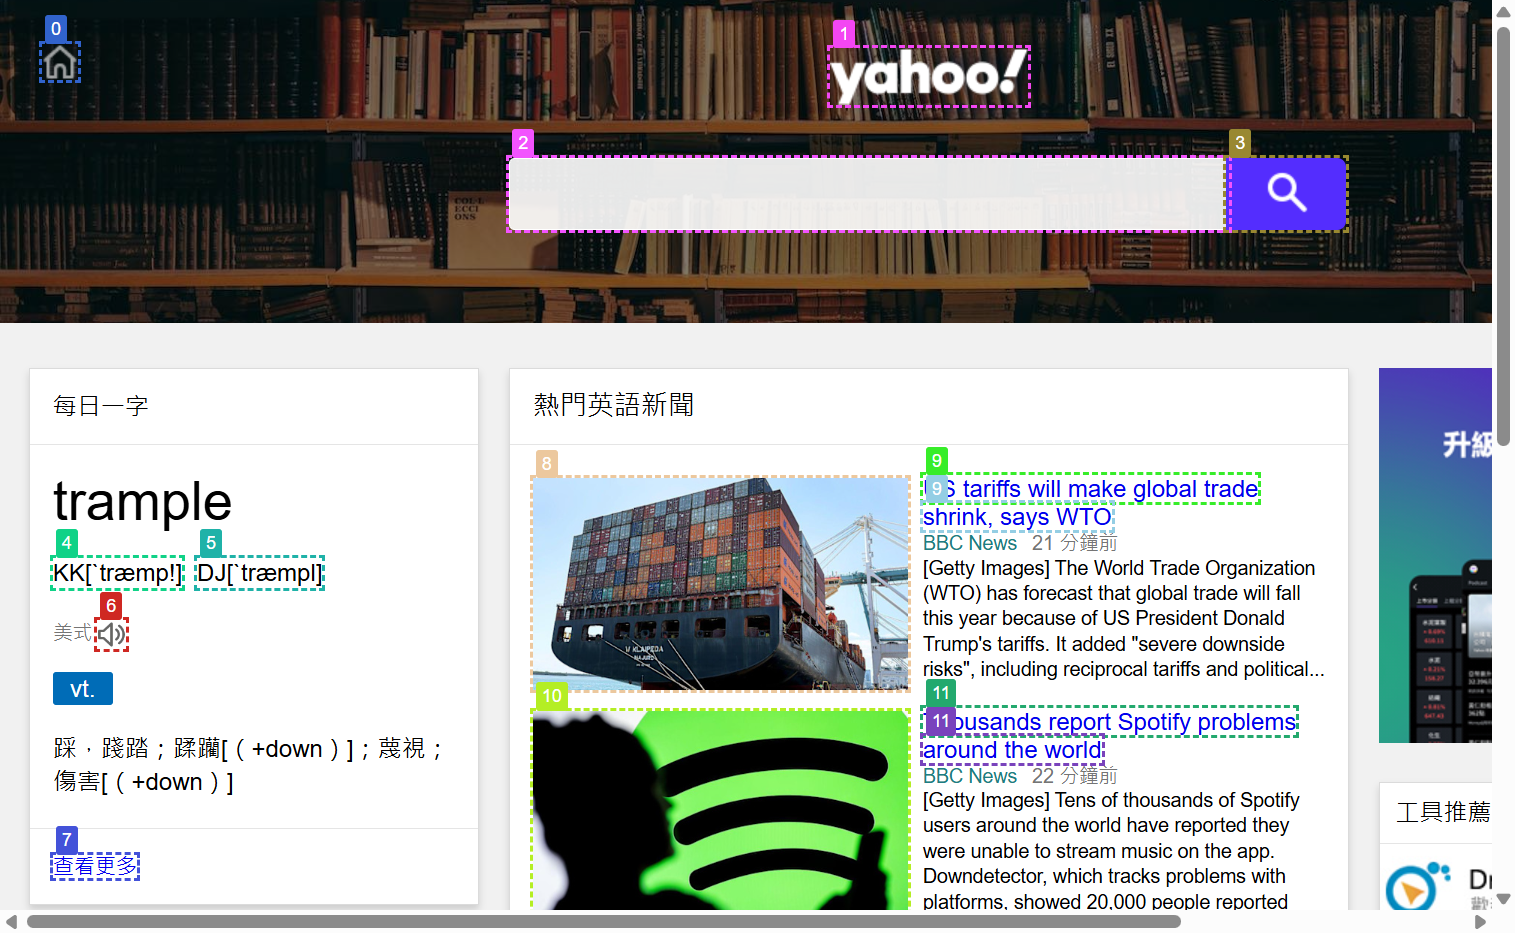 0
1
yahoo!
2
3
COL·L
ECCI
ONS
每日一字
熱門英語新聞
升級
trample
4
5
KK[ˋtræmp!]
DJ[ˋtræmpl]
6
美式
vt.
踩，踐踏；蹂躪[（+down）]；蔑視；
傷害[（+down）]
7
查看更多
8
9
9
S tariffs will make global trade
shrink, says WTO
BBC News 21 分鐘前
[Getty Images] The World Trade Organization
(WTO) has forecast that global trade will fall
this year because of US President Donald
Trump's tariffs. It added "severe downside
risks", including reciprocal tariffs and political...
10
11
11
ousands report Spotify problems
around the world
BBC News 22 分鐘前
[Getty Images] Tens of thousands of Spotify
users around the world have reported they
were unable to stream music on the app.
Downdetector, which tracks problems with
platforms, showed 20,000 people reported
工具推薦